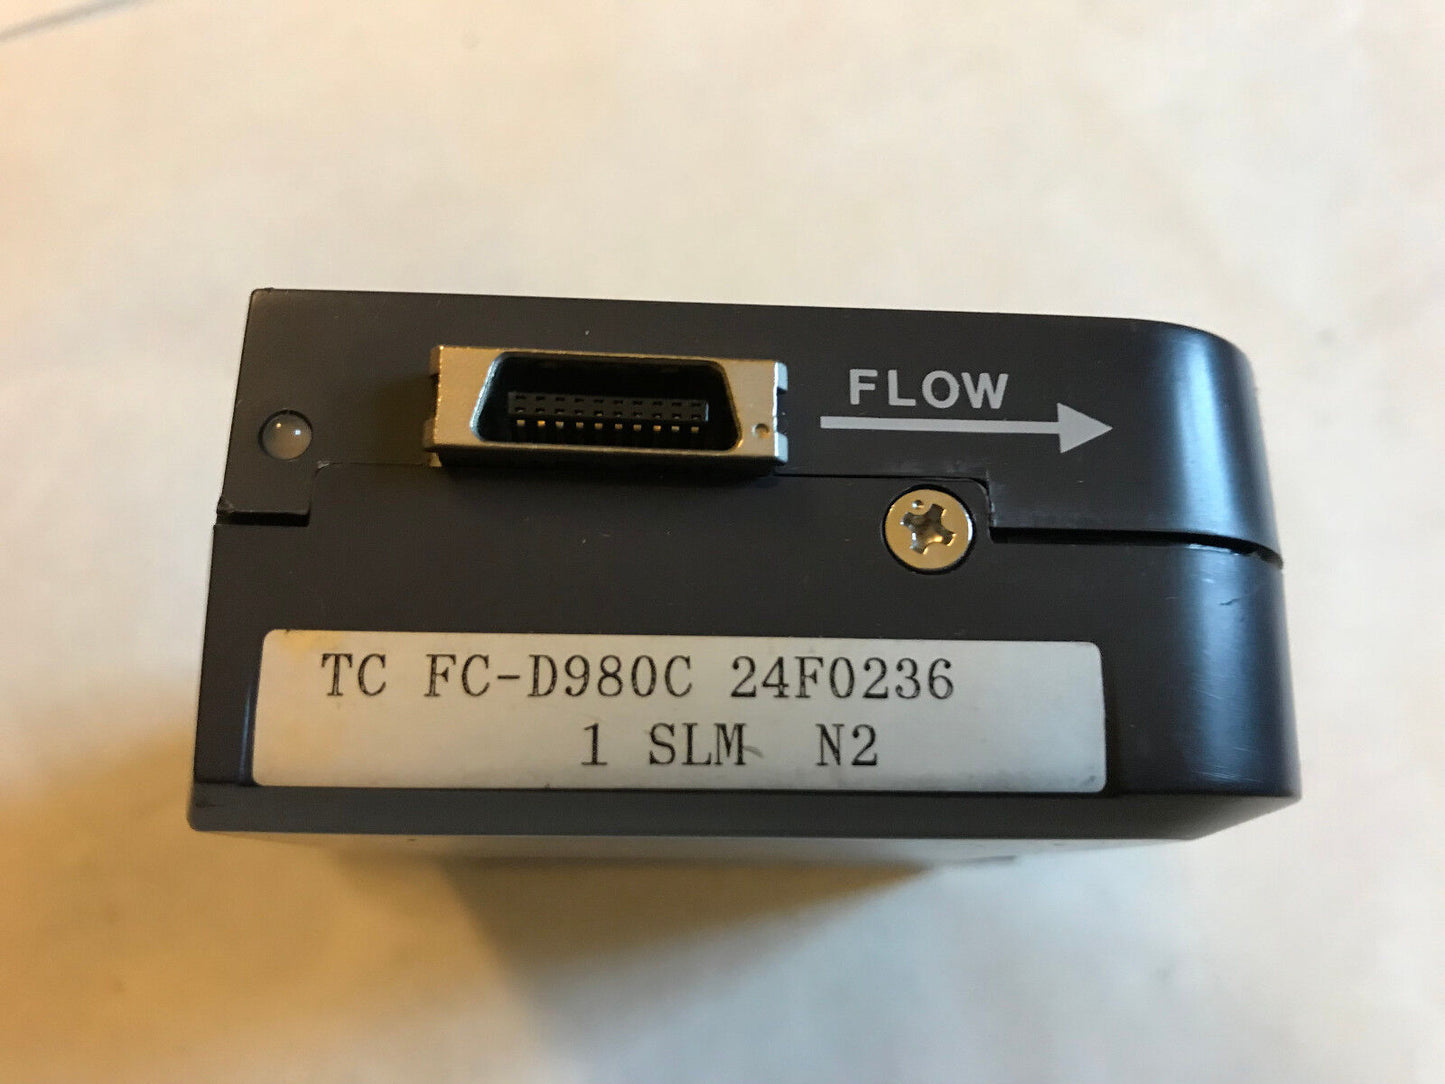 FLOW
TC FC-D980C 24F0236
1 SLM N2